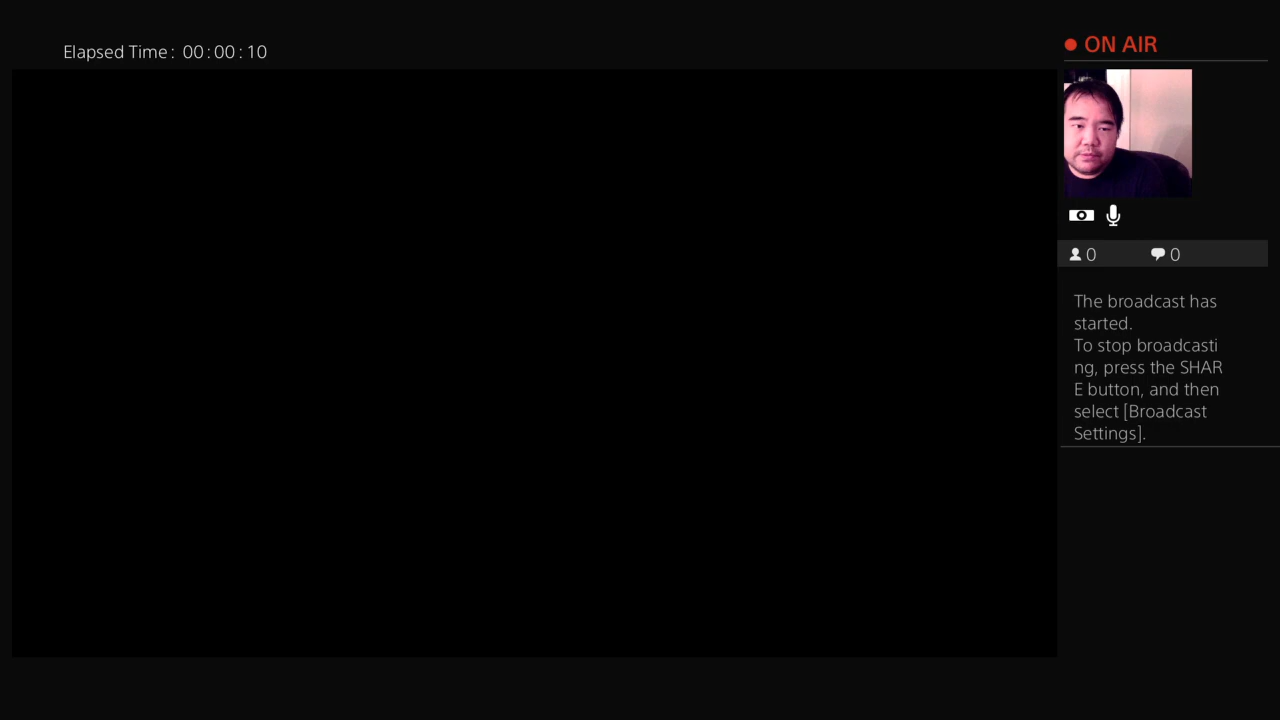 Elapsed Time: 00:00:10
ON AIR
0 0
The broadcast has
started.
To stop broadcasti
ng, press the SHAR
E button, and then
select [Broadcast
Settings].